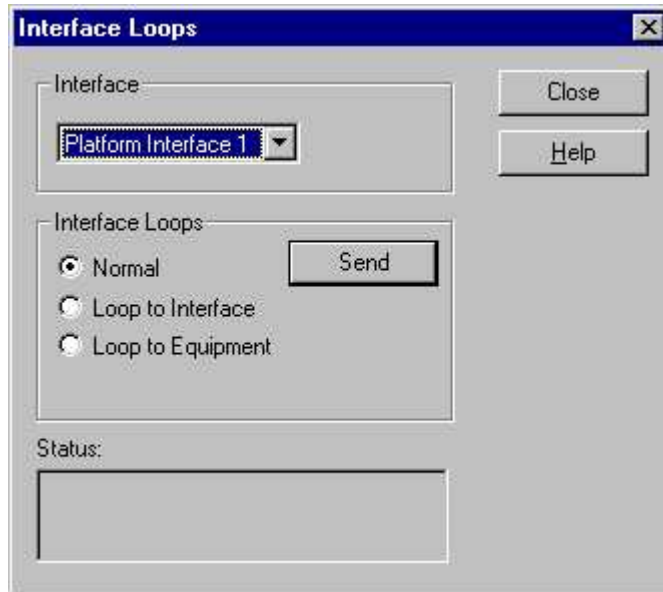 Interface Loops
Interface
Close
Platform Interface 1
Help
Interface Loops
Normal
Send
Loop to Interface
Loop to Equipment
Status: